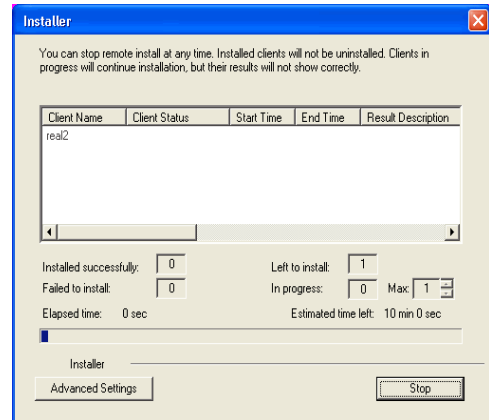 Installer
You can stop remote install at any time. Installed clients will not be uninstalled. Clients in
progress will continue installation, but their results will not show correctly.
Client Name Client Status Start Time End Time Result Description
real2
Installed successfully: 0 Left to install: 1
Failed to install: 0 In progress: 0 Max: 1
Elapsed time: 0 sec Estimated time left: 10 min 0 sec
Installer
Advanced Settings Stop